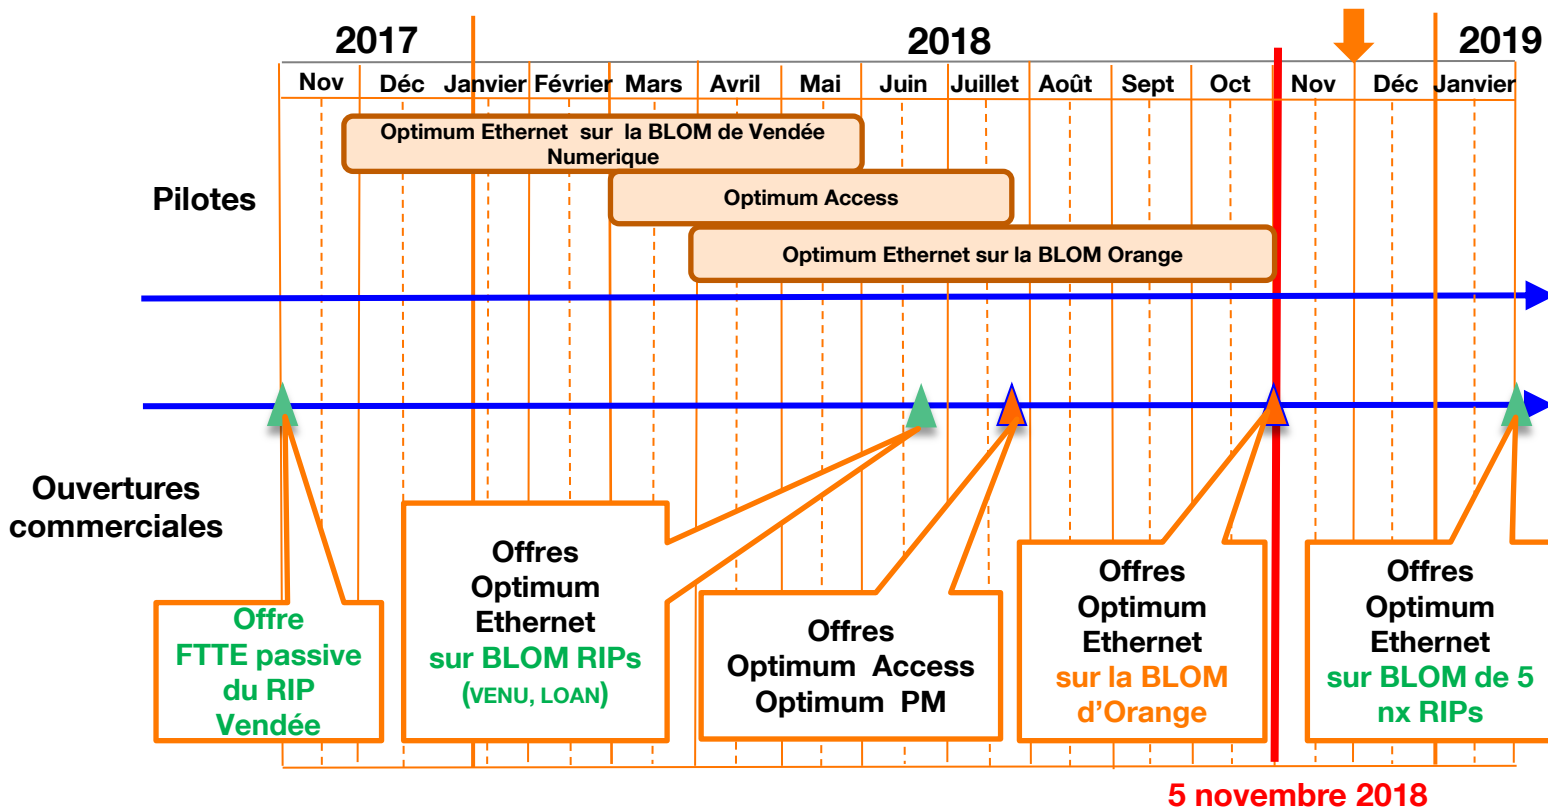 2017
2018
2019
Nov
Déc
Janvier
Février
Mars
Avril
Mai
Juin
Juillet
Août
Sept
Oct
Nov
Déc
Janvier
Optimum Ethernet sur la BLOM de Vendée
Numerique
Pilotes
Optimum Access
Optimum Ethernet sur la BLOM Orange
Ouvertures
commerciales
Offre
FTTE passive
du RIP
Vendée
Offres
Optimum
Ethernet
sur BLOM RIPs
(VENU, LOAN)
Offres
Optimum Access
Optimum PM
Offres
Optimum
Ethernet
sur la BLOM
d’Orange
Offres
Optimum
Ethernet
sur BLOM de 5
nx RIPs
5 novembre 2018